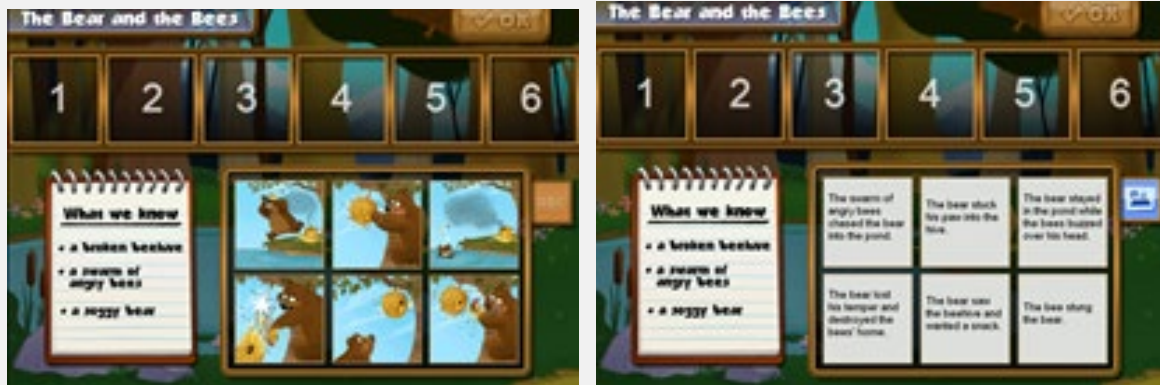 The Bear and the Bees
OK
1 2 3 4 5 6
What we know
• a broken beehive
• a swarm of
angry bees
• a soggy bear
The Bear and the Bees
OK
1 2 3 4 5 6
What we know
• a broken beehive
• a swarm of
angry bees
• a soggy bear
The swarm of
angry bees
chased the bear
into the pond.
The bear stuck
his paw into the
hive.
The bear stayed
in the pond while
the bees buzzed
over his head.
The bear lost
his temper and
destroyed the
bees' home.
The bear saw
the beehive and
wanted a snack.
The bee stung
the bear.